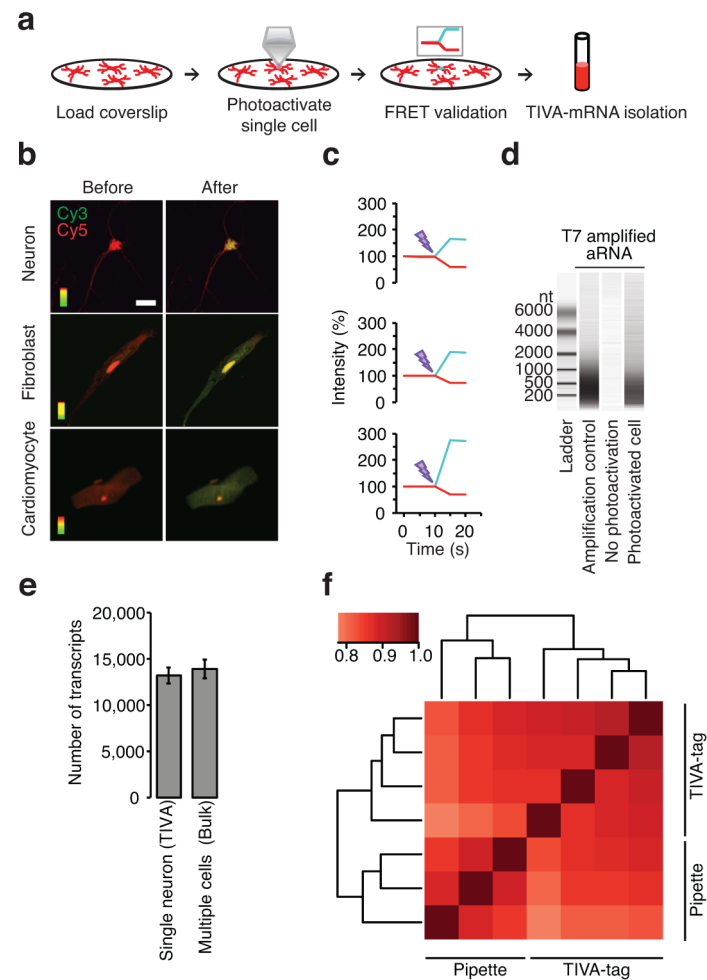 a
Load coverslip
Photoactivate
single cell
FRET validation
TIVA-mRNA isolation
b
Before
After
Cy3
Cy5
Neuron
Fibroblast
Cardiomyocyte
c
300
200
100
0
300
200
100
0
300
200
100
0
Intensity (%)
0
10
20
Time (s)
d
T7 amplified
aRNA
nt
6000
4000
2000
1000
500
200
Ladder
Amplification control
No photoactivation
Photoactivated cell
e
20,000
15,000
10,000
5,000
0
Number of transcripts
Single neuron (TIVA)
Multiple cells (Bulk)
f
0.8
0.9
1.0
TIVA-tag
Pipette
Pipette
TIVA-tag